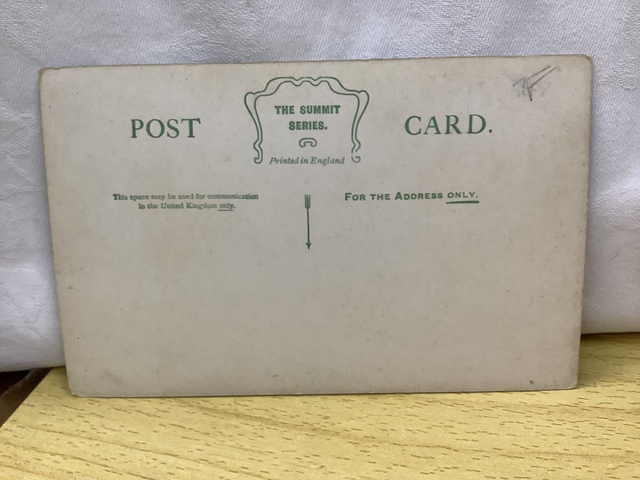 POST
THE SUMMIT
SERIES.
Printed in England
CARD.
This space may be used for communication
in the United Kingdom only.
FOR THE ADDRESS ONLY.